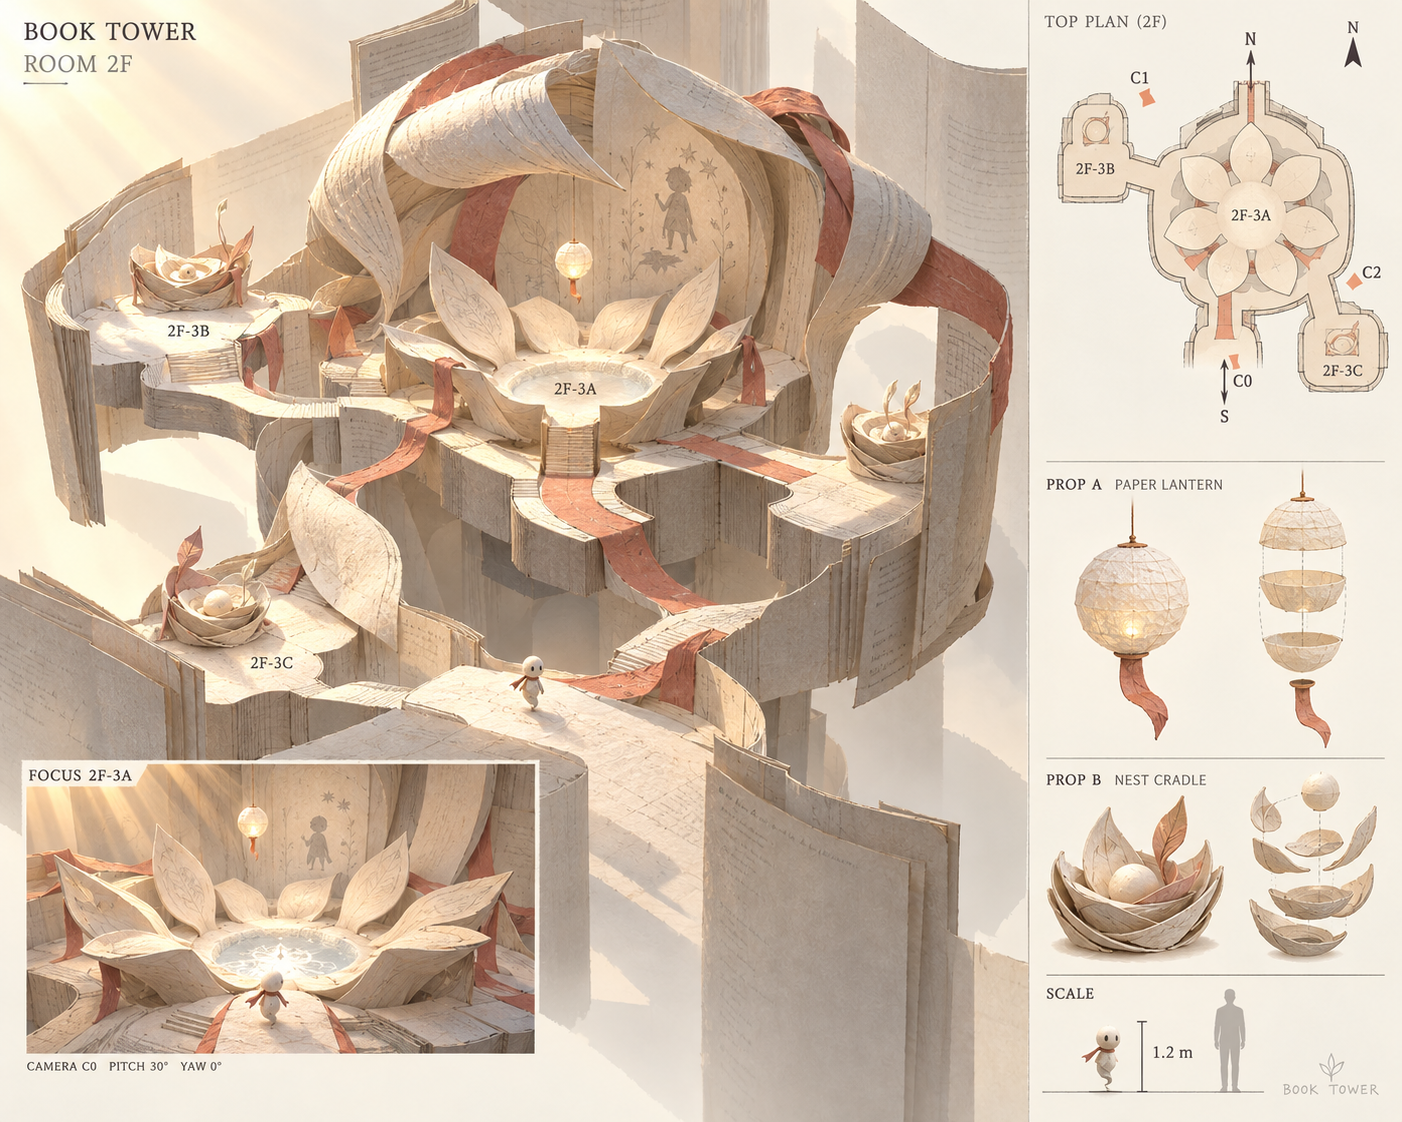 BOOK TOWER
ROOM 2F
2F-3B
2F-3A
2F-3C
FOCUS 2F-3A
CAMERA C0 PITCH 30° YAW 0°
TOP PLAN (2F)
N
N
C1
2F-3B
2F-3A
C2
2F-3C
C0
S
PROP A PAPER LANTERN
PROP B NEST CRADLE
SCALE
1.2 m
BOOK TOWER